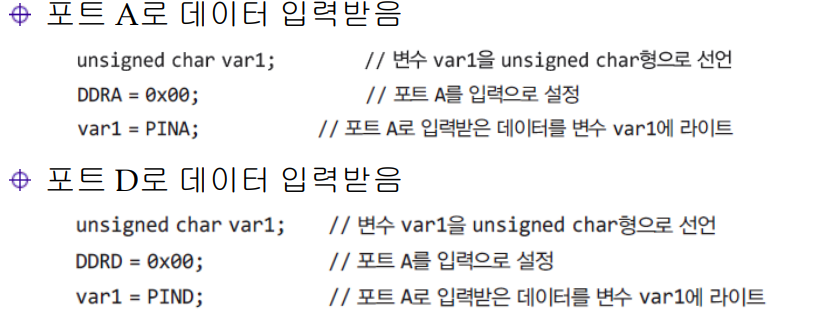 포트 A로 데이터 입력받음
unsigned char var1; // 변수 var1을 unsigned char형으로 선언
DDRA = 0x00; // 포트 A를 입력으로 설정
var1 = PINA; // 포트 A로 입력받은 데이터를 변수 var1에 라이트
포트 D로 데이터 입력받음
unsigned char var1; // 변수 var1을 unsigned char형으로 선언
DDRD = 0x00; // 포트 A를 입력으로 설정
var1 = PIND; // 포트 A로 입력받은 데이터를 변수 var1에 라이트